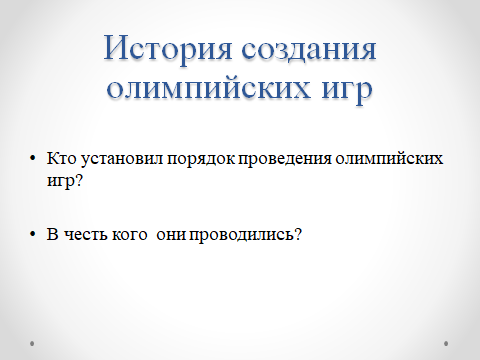 История создания
олимпийских игр
• Кто установил порядок проведения олимпийских
игр?
• В честь кого  они проводились?